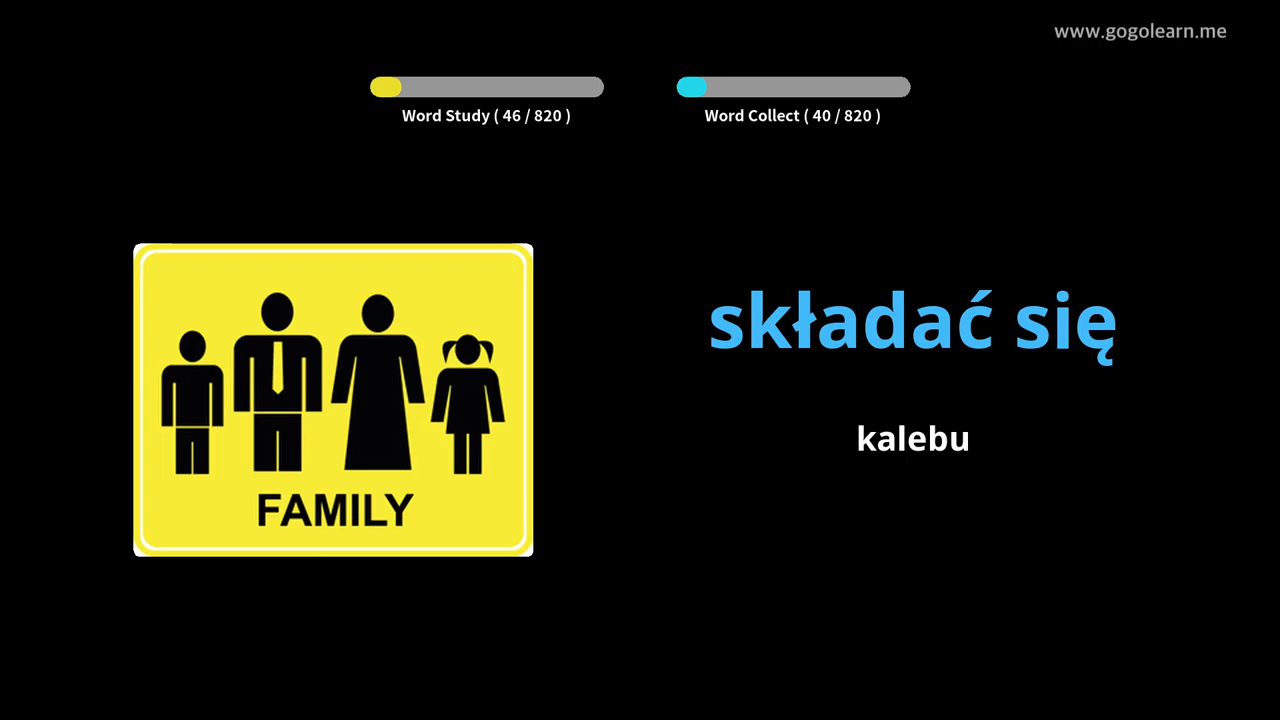 www.gogolearn.me
Word Study ( 46 / 820 )
Word Collect ( 40 / 820 )
składać się
kalebu
FAMILY